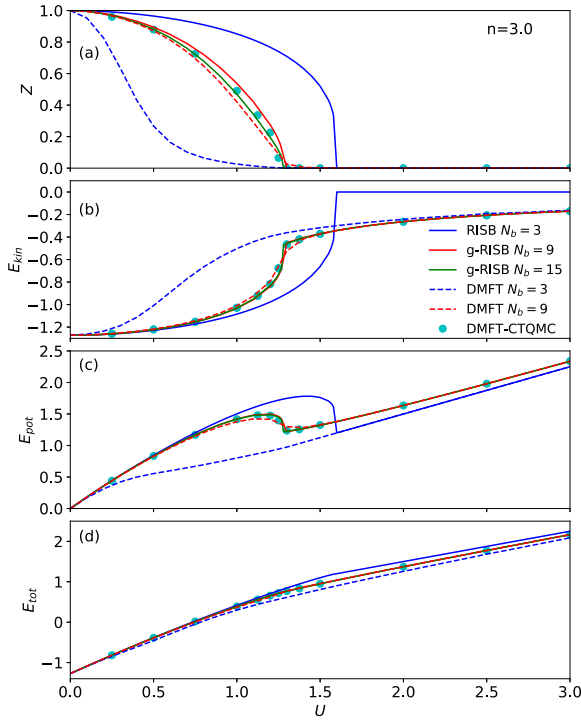 n=3.0
1.0
0.8
0.6
0.4
0.2
0.0
Z
(a)
0.0
−0.2
−0.4
−0.6
−0.8
−1.0
−1.2
E_kin
(b)
RISB N_b = 3
g-RISB N_b = 9
g-RISB N_b = 15
DMFT N_b = 3
DMFT N_b = 9
DMFT-CTQMC
2.5
2.0
1.5
1.0
0.5
0.0
E_pot
(c)
2
1
0
−1
E_tot
(d)
0.0 0.5 1.0 1.5 2.0 2.5 3.0
U